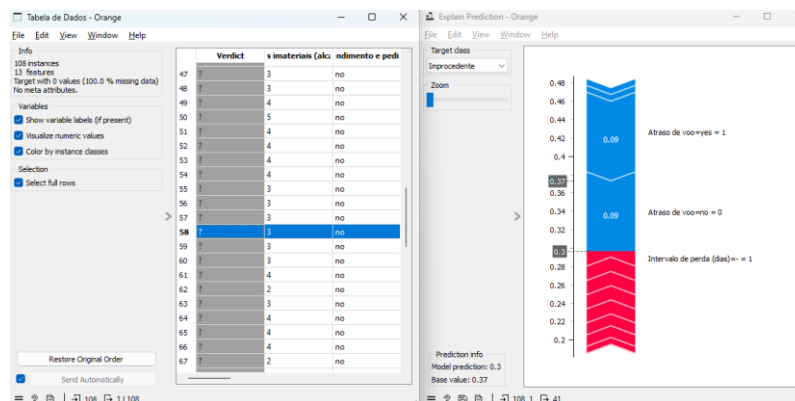 Tabela de Dados - Orange
File Edit View Window Help
Info
108 instances
13 features
Target with 0 values (100.0 % missing data)
No meta attributes.
Variables
Show variable labels (if present)
Visualize numeric values
Color by instance classes
Selection
Select full rows
Restore Original Order
Send Automatically
108 1 | 108
Verdict s imateriais (alca ndimento e pedi
47 ? 3 no
48 ? 3 no
49 ? 4 no
50 ? 5 no
51 ? 4 no
52 ? 4 no
53 ? 4 no
54 ? 4 no
55 ? 3 no
56 ? 3 no
57 ? 3 no
58 ? 3 no
59 ? 3 no
60 ? 3 no
61 ? 4 no
62 ? 2 no
63 ? 3 no
64 ? 4 no
65 ? 4 no
66 ? 4 no
67 ? 2 no
Explain Prediction - Orange
File Edit View Window Help
Target class
Improcedente
Zoom
Prediction info
Model prediction: 0.3
Base value: 0.37
0.48
0.46
0.44
0.42
0.4
0.37
0.36
0.34
0.32
0.3
0.28
0.26
0.24
0.22
0.2
0.09
0.09
Atraso de voo=yes = 1
Atraso de voo=no = 0
Intervalo de perda (dias)=- = 1
108 1 41